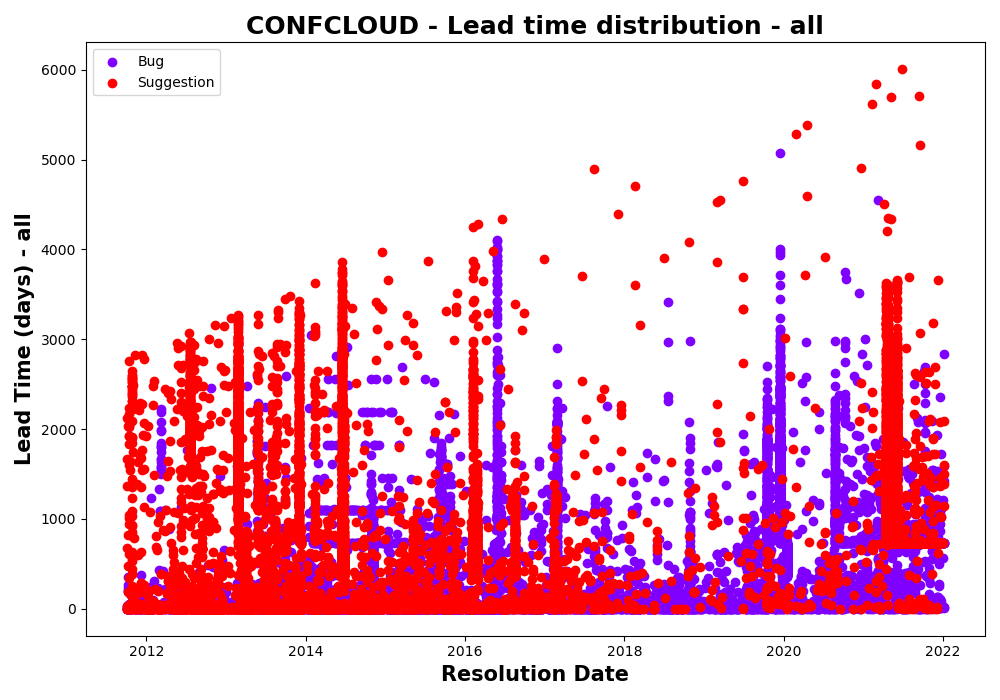 CONFCLOUD - Lead time distribution - all
Bug
Suggestion
6000
5000
4000
3000
2000
1000
0
Lead Time (days) - all
2012
2014
2016
2018
2020
2022
Resolution Date